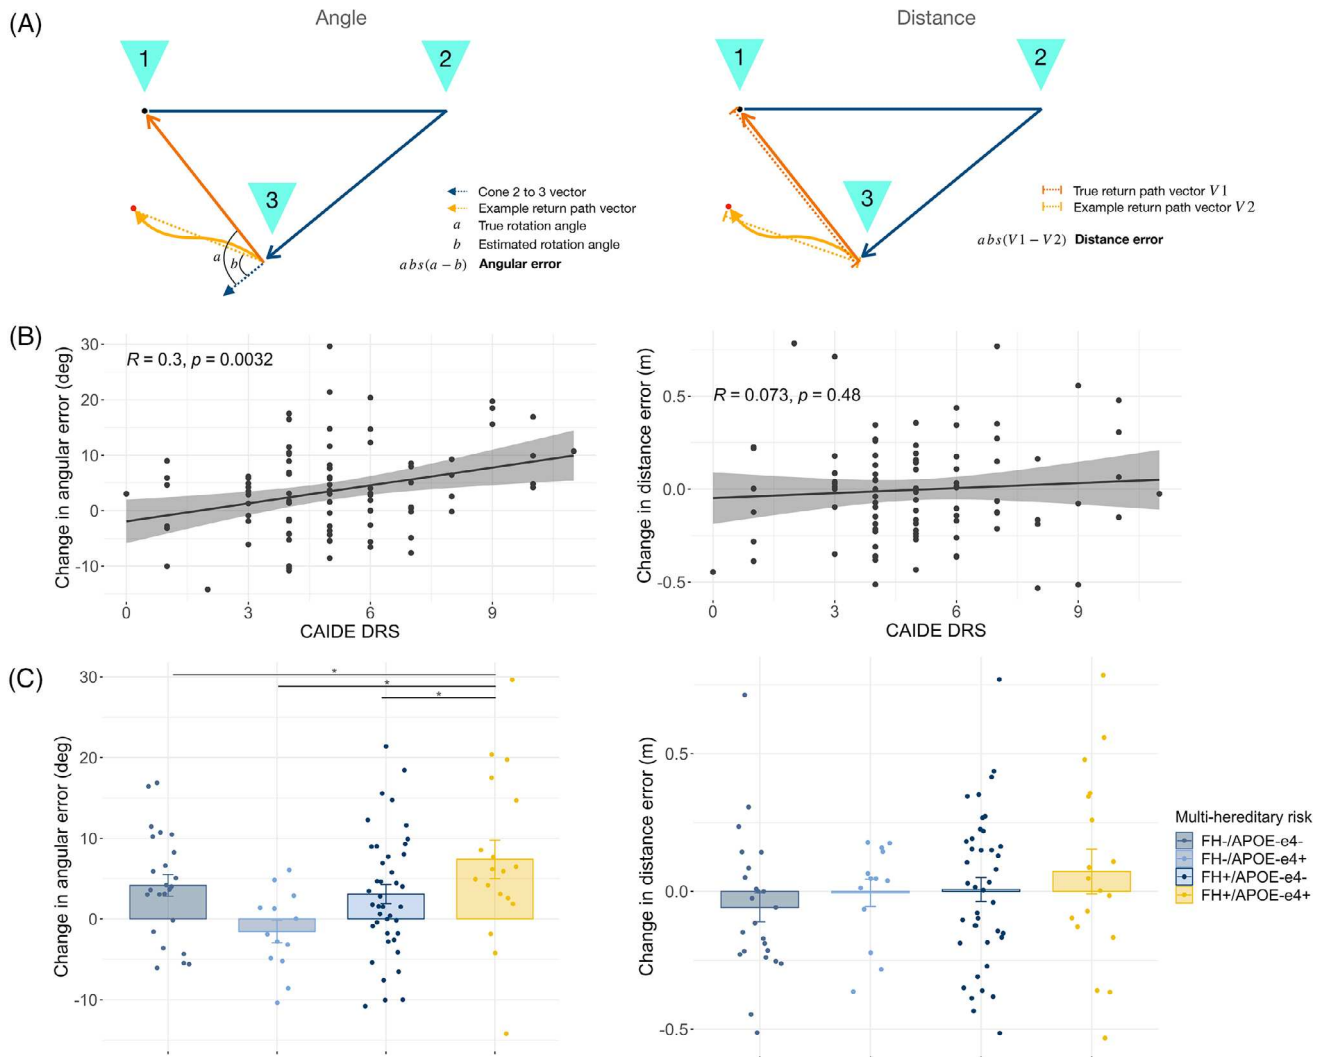 (A)
Angle
Distance
1
2
3
Cone 2 to 3 vector
Example return path vector
a True rotation angle
b Estimated rotation angle
abs(a − b) Angular error
a
b
1
2
3
True return path vector V1
Example return path vector V2
abs(V1 − V2) Distance error
(B)
Change in angular error (deg)
30
20
10
0
-10
R = 0.3, p = 0.0032
0 3 6 9
CAIDE DRS
Change in distance error (m)
0.5
0.0
-0.5
R = 0.073, p = 0.48
0 3 6 9
CAIDE DRS
(C)
Change in angular error (deg)
30
20
10
0
-10
*
*
*
Change in distance error (m)
0.5
0.0
-0.5
Multi-hereditary risk
FH-/APOE-e4-
FH-/APOE-e4+
FH+/APOE-e4-
FH+/APOE-e4+